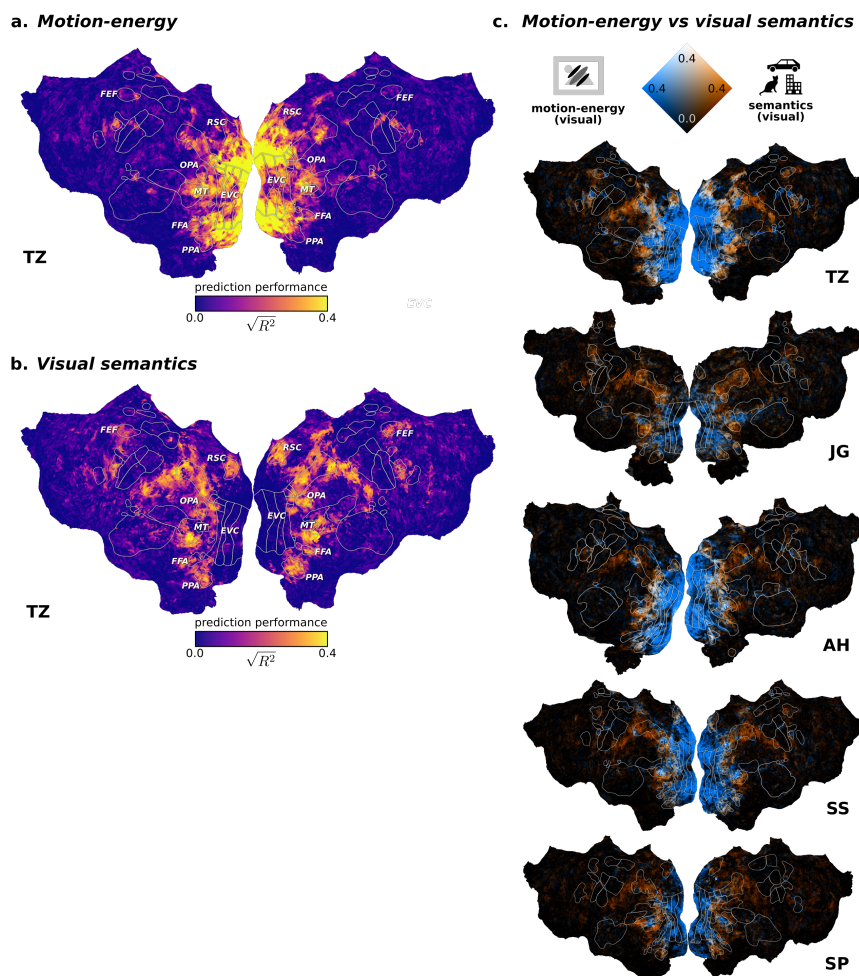 a. Motion-energy
FEF
RSC
OPA
MT
EVC
FFA
PPA
RSC
FEF
OPA
EVC
MT
FFA
PPA
TZ
prediction performance
0.0
0.4
√R²
EVC
b. Visual semantics
FEF
RSC
OPA
MT
EVC
FFA
PPA
RSC
FEF
OPA
EVC
MT
FFA
PPA
TZ
prediction performance
0.0
0.4
√R²
c. Motion-energy vs visual semantics
motion-energy
(visual)
0.4
0.4
0.4
0.0
semantics
(visual)
TZ
JG
AH
SS
SP